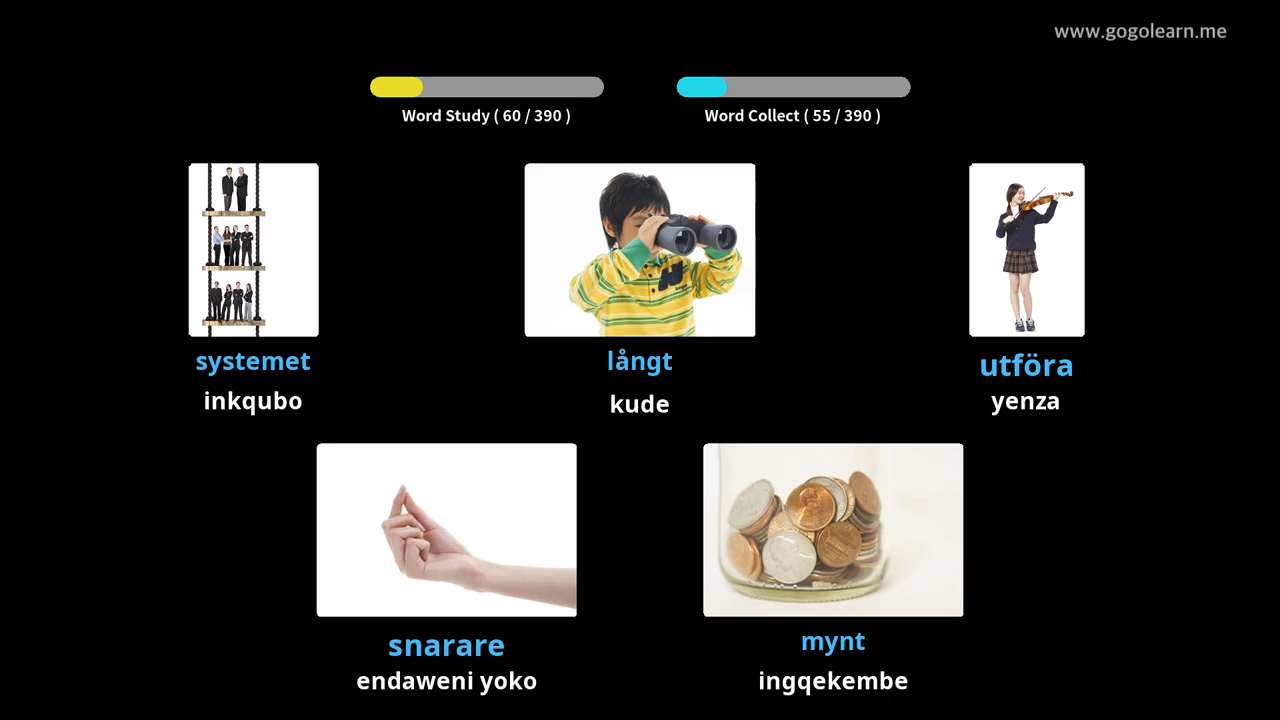 www.gogolearn.me
Word Study ( 60 / 390 )
Word Collect ( 55 / 390 )
systemet
inkqubo
långt
kude
utföra
yenza
snarare
endaweni yoko
mynt
ingqekembe